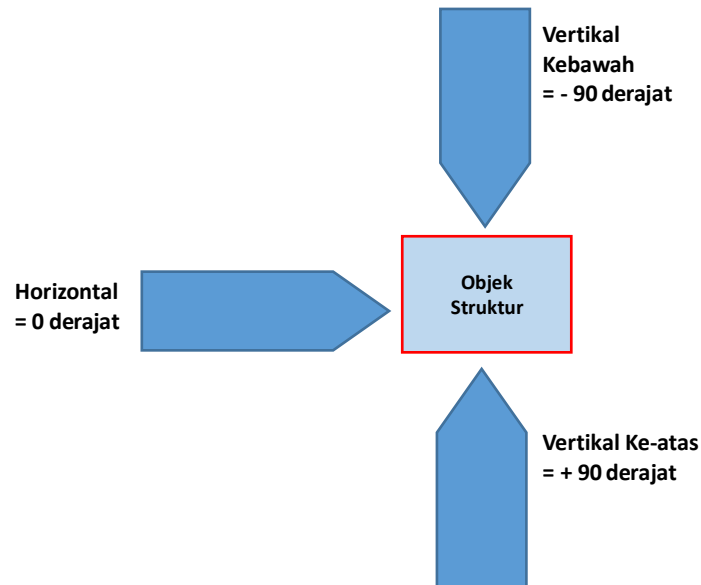 Vertikal
Kebawah
= - 90 derajat
Horizontal
= 0 derajat
Objek
Struktur
Vertikal Ke-atas
= + 90 derajat